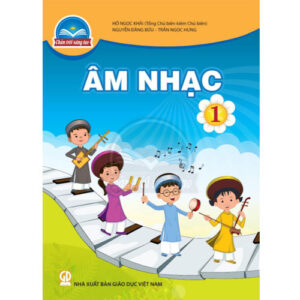 HỒ NGỌC KHẢI (Tổng Chủ biên kiêm Chủ biên)
NGUYỄN ĐĂNG BỬU - TRẦN NGỌC HƯNG
Chân trời sáng tạo
ÂM NHẠC
1
NHÀ XUẤT BẢN GIÁO DỤC VIỆT NAM